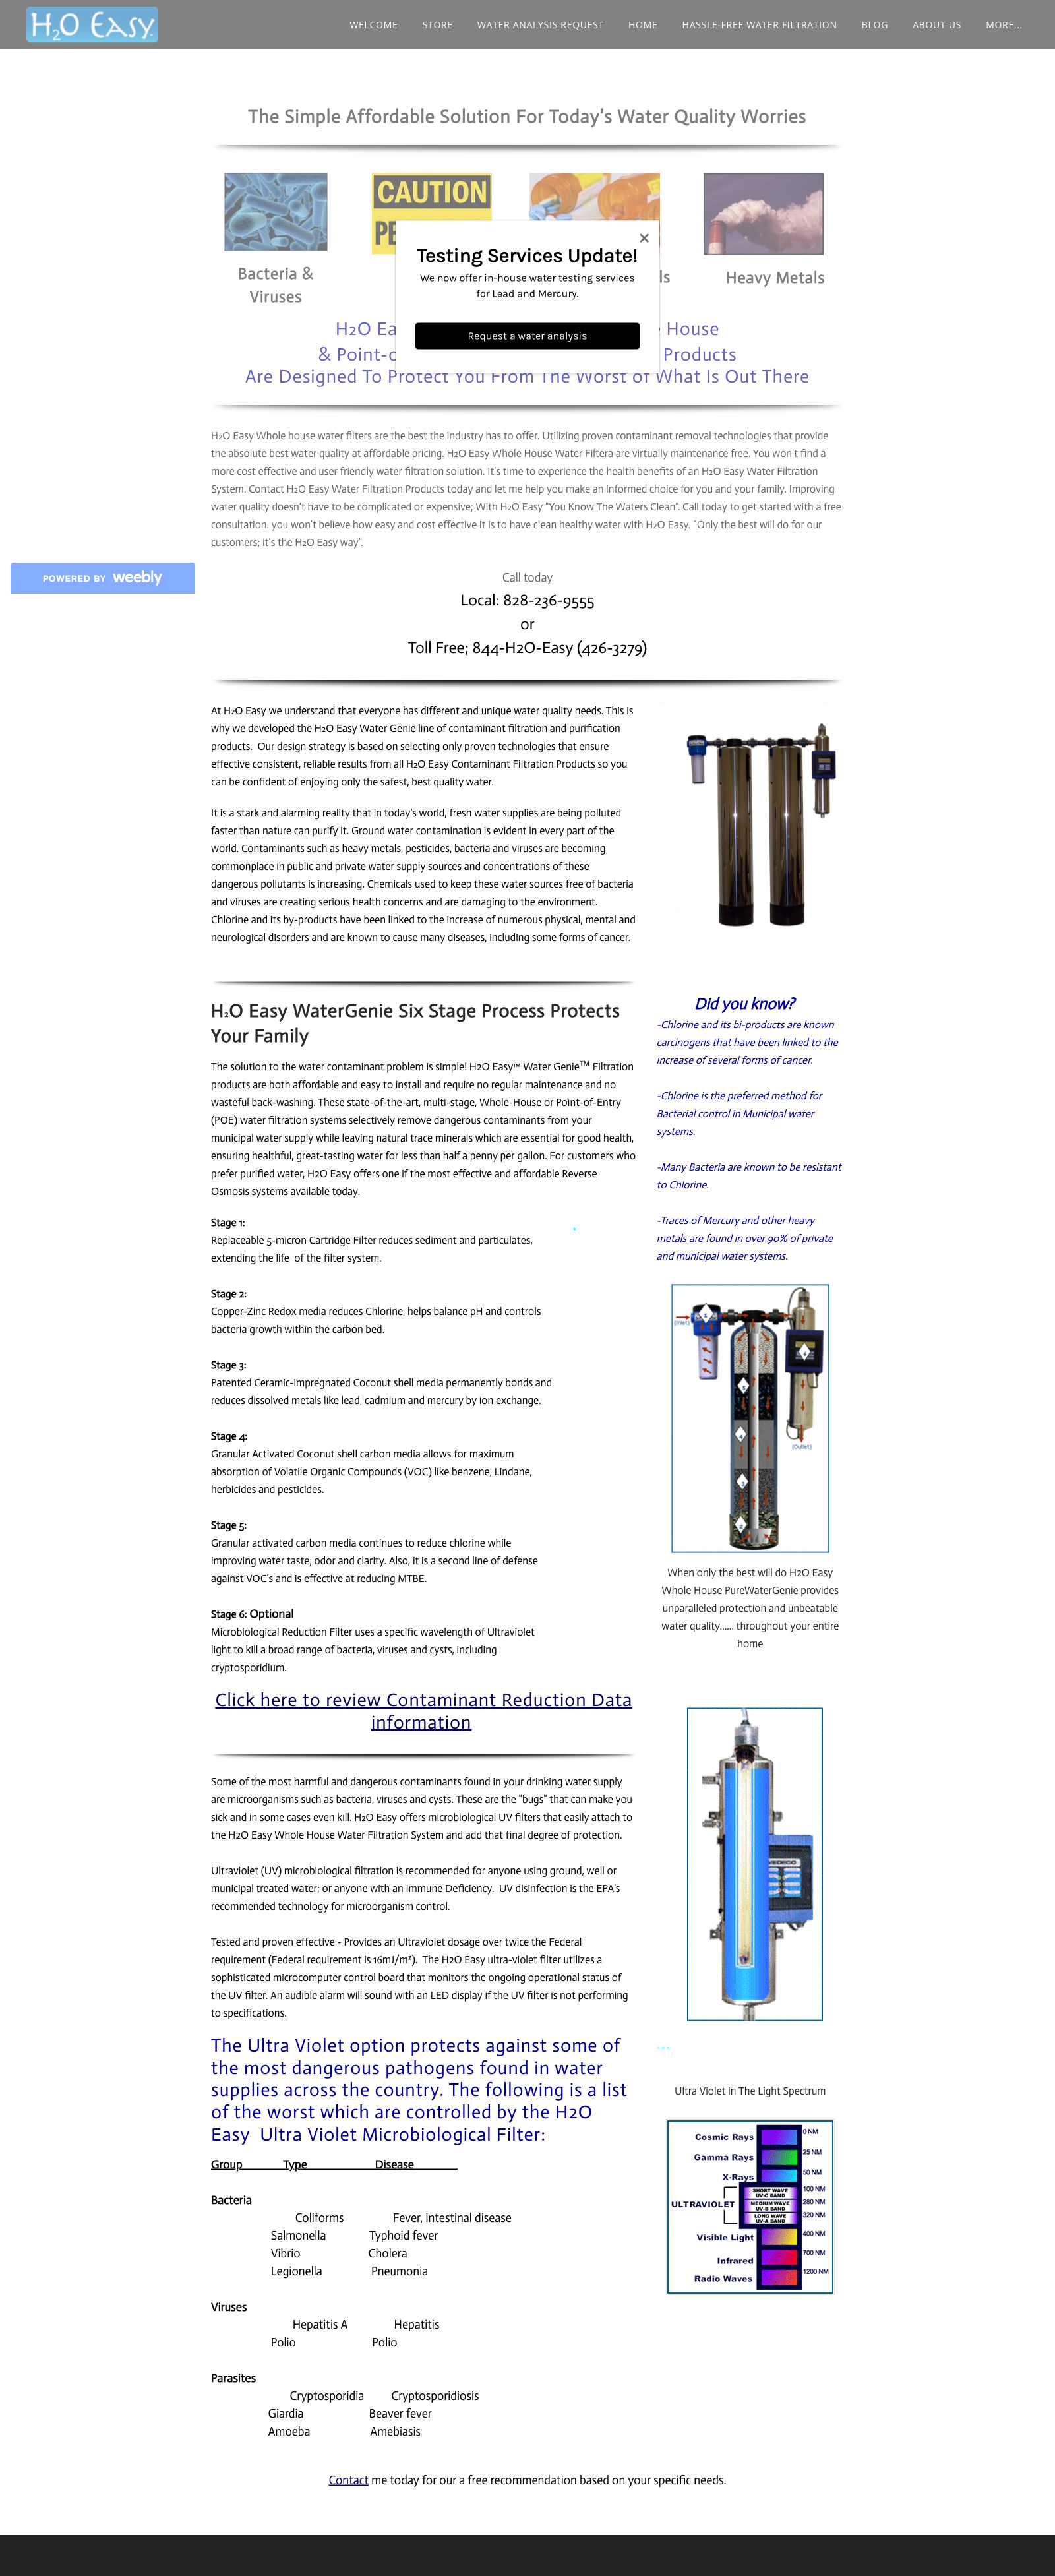 H2O Easy
WELCOME
STORE
WATER ANALYSIS REQUEST
HOME
HASSLE-FREE WATER FILTRATION
BLOG
ABOUT US
MORE...
The Simple Affordable Solution For Today's Water Quality Worries
CAUTION
PE
Bacteria &
Viruses
ls
Heavy Metals
×
Testing Services Update!
We now offer in-house water testing services
for Lead and Mercury.
Request a water analysis
H2O Ea
House
& Point-o
Products
Are Designed To Protect You From The Worst of What Is Out There
H2O Easy Whole house water filters are the best the industry has to offer. Utilizing proven contaminant removal technologies that provide
the absolute best water quality at affordable pricing. H2O Easy Whole House Water Filtera are virtually maintenance free. You won't find a
more cost effective and user friendly water filtration solution. It's time to experience the health benefits of an H2O Easy Water Filtration
System. Contact H2O Easy Water Filtration Products today and let me help you make an informed choice for you and your family. Improving
water quality doesn't have to be complicated or expensive; With H2O Easy "You Know The Waters Clean". Call today to get started with a free
consultation. you won't believe how easy and cost effective it is to have clean healthy water with H2O Easy. "Only the best will do for our
customers; it's the H2O Easy way".
POWERED BY weebly
Call today
Local: 828-236-9555
or
Toll Free; 844-H2O-Easy (426-3279)
At H2O Easy we understand that everyone has different and unique water quality needs. This is
why we developed the H2O Easy Water Genie line of contaminant filtration and purification
products.  Our design strategy is based on selecting only proven technologies that ensure
effective consistent, reliable results from all H2O Easy Contaminant Filtration Products so you
can be confident of enjoying only the safest, best quality water.
It is a stark and alarming reality that in today's world, fresh water supplies are being polluted
faster than nature can purify it. Ground water contamination is evident in every part of the
world. Contaminants such as heavy metals, pesticides, bacteria and viruses are becoming
commonplace in public and private water supply sources and concentrations of these
dangerous pollutants is increasing. Chemicals used to keep these water sources free of bacteria
and viruses are creating serious health concerns and are damaging to the environment.
Chlorine and its by-products have been linked to the increase of numerous physical, mental and
neurological disorders and are known to cause many diseases, including some forms of cancer.
H2O Easy WaterGenie Six Stage Process Protects
Your Family
The solution to the water contaminant problem is simple! H2O Easy™ Water Genie™ Filtration
products are both affordable and easy to install and require no regular maintenance and no
wasteful back-washing. These state-of-the-art, multi-stage, Whole-House or Point-of-Entry
(POE) water filtration systems selectively remove dangerous contaminants from your
municipal water supply while leaving natural trace minerals which are essential for good health,
ensuring healthful, great-tasting water for less than half a penny per gallon. For customers who
prefer purified water, H2O Easy offers one if the most effective and affordable Reverse
Osmosis systems available today.
Stage 1:
Replaceable 5-micron Cartridge Filter reduces sediment and particulates,
extending the life  of the filter system.
Stage 2:
Copper-Zinc Redox media reduces Chlorine, helps balance pH and controls
bacteria growth within the carbon bed.
Stage 3:
Patented Ceramic-impregnated Coconut shell media permanently bonds and
reduces dissolved metals like lead, cadmium and mercury by ion exchange.
Stage 4:
Granular Activated Coconut shell carbon media allows for maximum
absorption of Volatile Organic Compounds (VOC) like benzene, Lindane,
herbicides and pesticides.
Stage 5:
Granular activated carbon media continues to reduce chlorine while
improving water taste, odor and clarity. Also, it is a second line of defense
against VOC's and is effective at reducing MTBE.
Stage 6: Optional
Microbiological Reduction Filter uses a specific wavelength of Ultraviolet
light to kill a broad range of bacteria, viruses and cysts, including
cryptosporidium.
Click here to review Contaminant Reduction Data
information
Did you know?
-Chlorine and its bi-products are known
carcinogens that have been linked to the
increase of several forms of cancer.
-Chlorine is the preferred method for
Bacterial control in Municipal water
systems.
-Many Bacteria are known to be resistant
to Chlorine.
-Traces of Mercury and other heavy
metals are found in over 90% of private
and municipal water systems.
(Inlet)
(Outlet)
When only the best will do H2O Easy
Whole House PureWaterGenie provides
unparalleled protection and unbeatable
water quality...... throughout your entire
home
Some of the most harmful and dangerous contaminants found in your drinking water supply
are microorganisms such as bacteria, viruses and cysts. These are the "bugs" that can make you
sick and in some cases even kill. H2O Easy offers microbiological UV filters that easily attach to
the H2O Easy Whole House Water Filtration System and add that final degree of protection.
Ultraviolet (UV) microbiological filtration is recommended for anyone using ground, well or
municipal treated water; or anyone with an Immune Deficiency.  UV disinfection is the EPA's
recommended technology for microorganism control.
Tested and proven effective - Provides an Ultraviolet dosage over twice the Federal
requirement (Federal requirement is 16mJ/m²).  The H2O Easy ultra-violet filter utilizes a
sophisticated microcomputer control board that monitors the ongoing operational status of
the UV filter. An audible alarm will sound with an LED display if the UV filter is not performing
to specifications.
The Ultra Violet option protects against some of
the most dangerous pathogens found in water
supplies across the country. The following is a list
of the worst which are controlled by the H2O
Easy  Ultra Violet Microbiological Filter:
Group Type Disease
Bacteria
Coliforms Fever, intestinal disease
Salmonella Typhoid fever
Vibrio Cholera
Legionella Pneumonia
Viruses
Hepatitis A Hepatitis
Polio Polio
Parasites
Cryptosporidia Cryptosporidiosis
Giardia Beaver fever
Amoeba Amebiasis
...
Ultra Violet in The Light Spectrum
Cosmic Rays 0 NM
Gamma Rays 25 NM
X-Rays 50 NM
ULTRAVIOLET
SHORT WAVE UV-C BAND 100 NM
MEDIUM WAVE UV-B BAND 280 NM
LONG WAVE UV-A BAND 320 NM
Visible Light 400 NM
Infrared 700 NM
Radio Waves 1200 NM
Contact me today for our a free recommendation based on your specific needs.